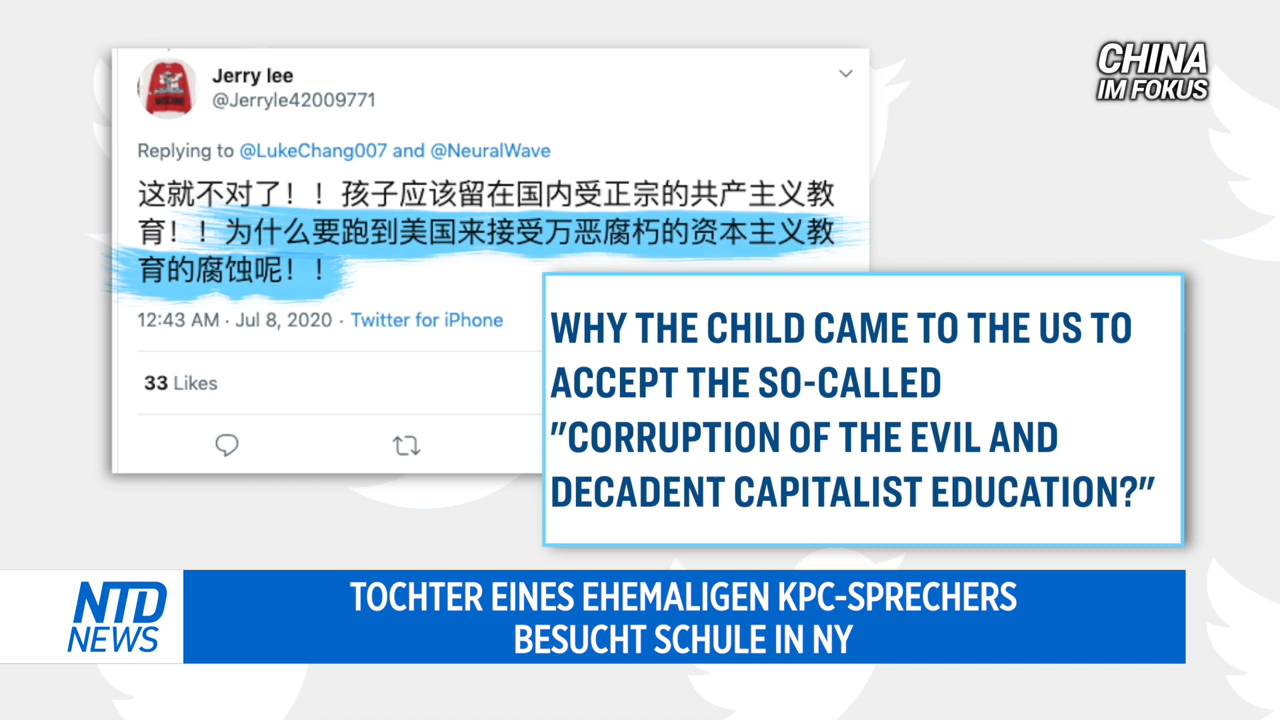 CHINA
IM FOKUS
Jerry lee
@Jerryle42009771
Replying to @LukeChang007 and @NeuralWave
这就不对了！！孩子应该留在国内受正宗的共产主义教
育！！为什么要跑到美国来接受万恶腐朽的资本主义教
育的腐蚀呢！！
12:43 AM · Jul 8, 2020 · Twitter for iPhone
33 Likes
WHY THE CHILD CAME TO THE US TO
ACCEPT THE SO-CALLED
"CORRUPTION OF THE EVIL AND
DECADENT CAPITALIST EDUCATION?"
NTD
NEWS
TOCHTER EINES EHEMALIGEN KPC-SPRECHERS
BESUCHT SCHULE IN NY